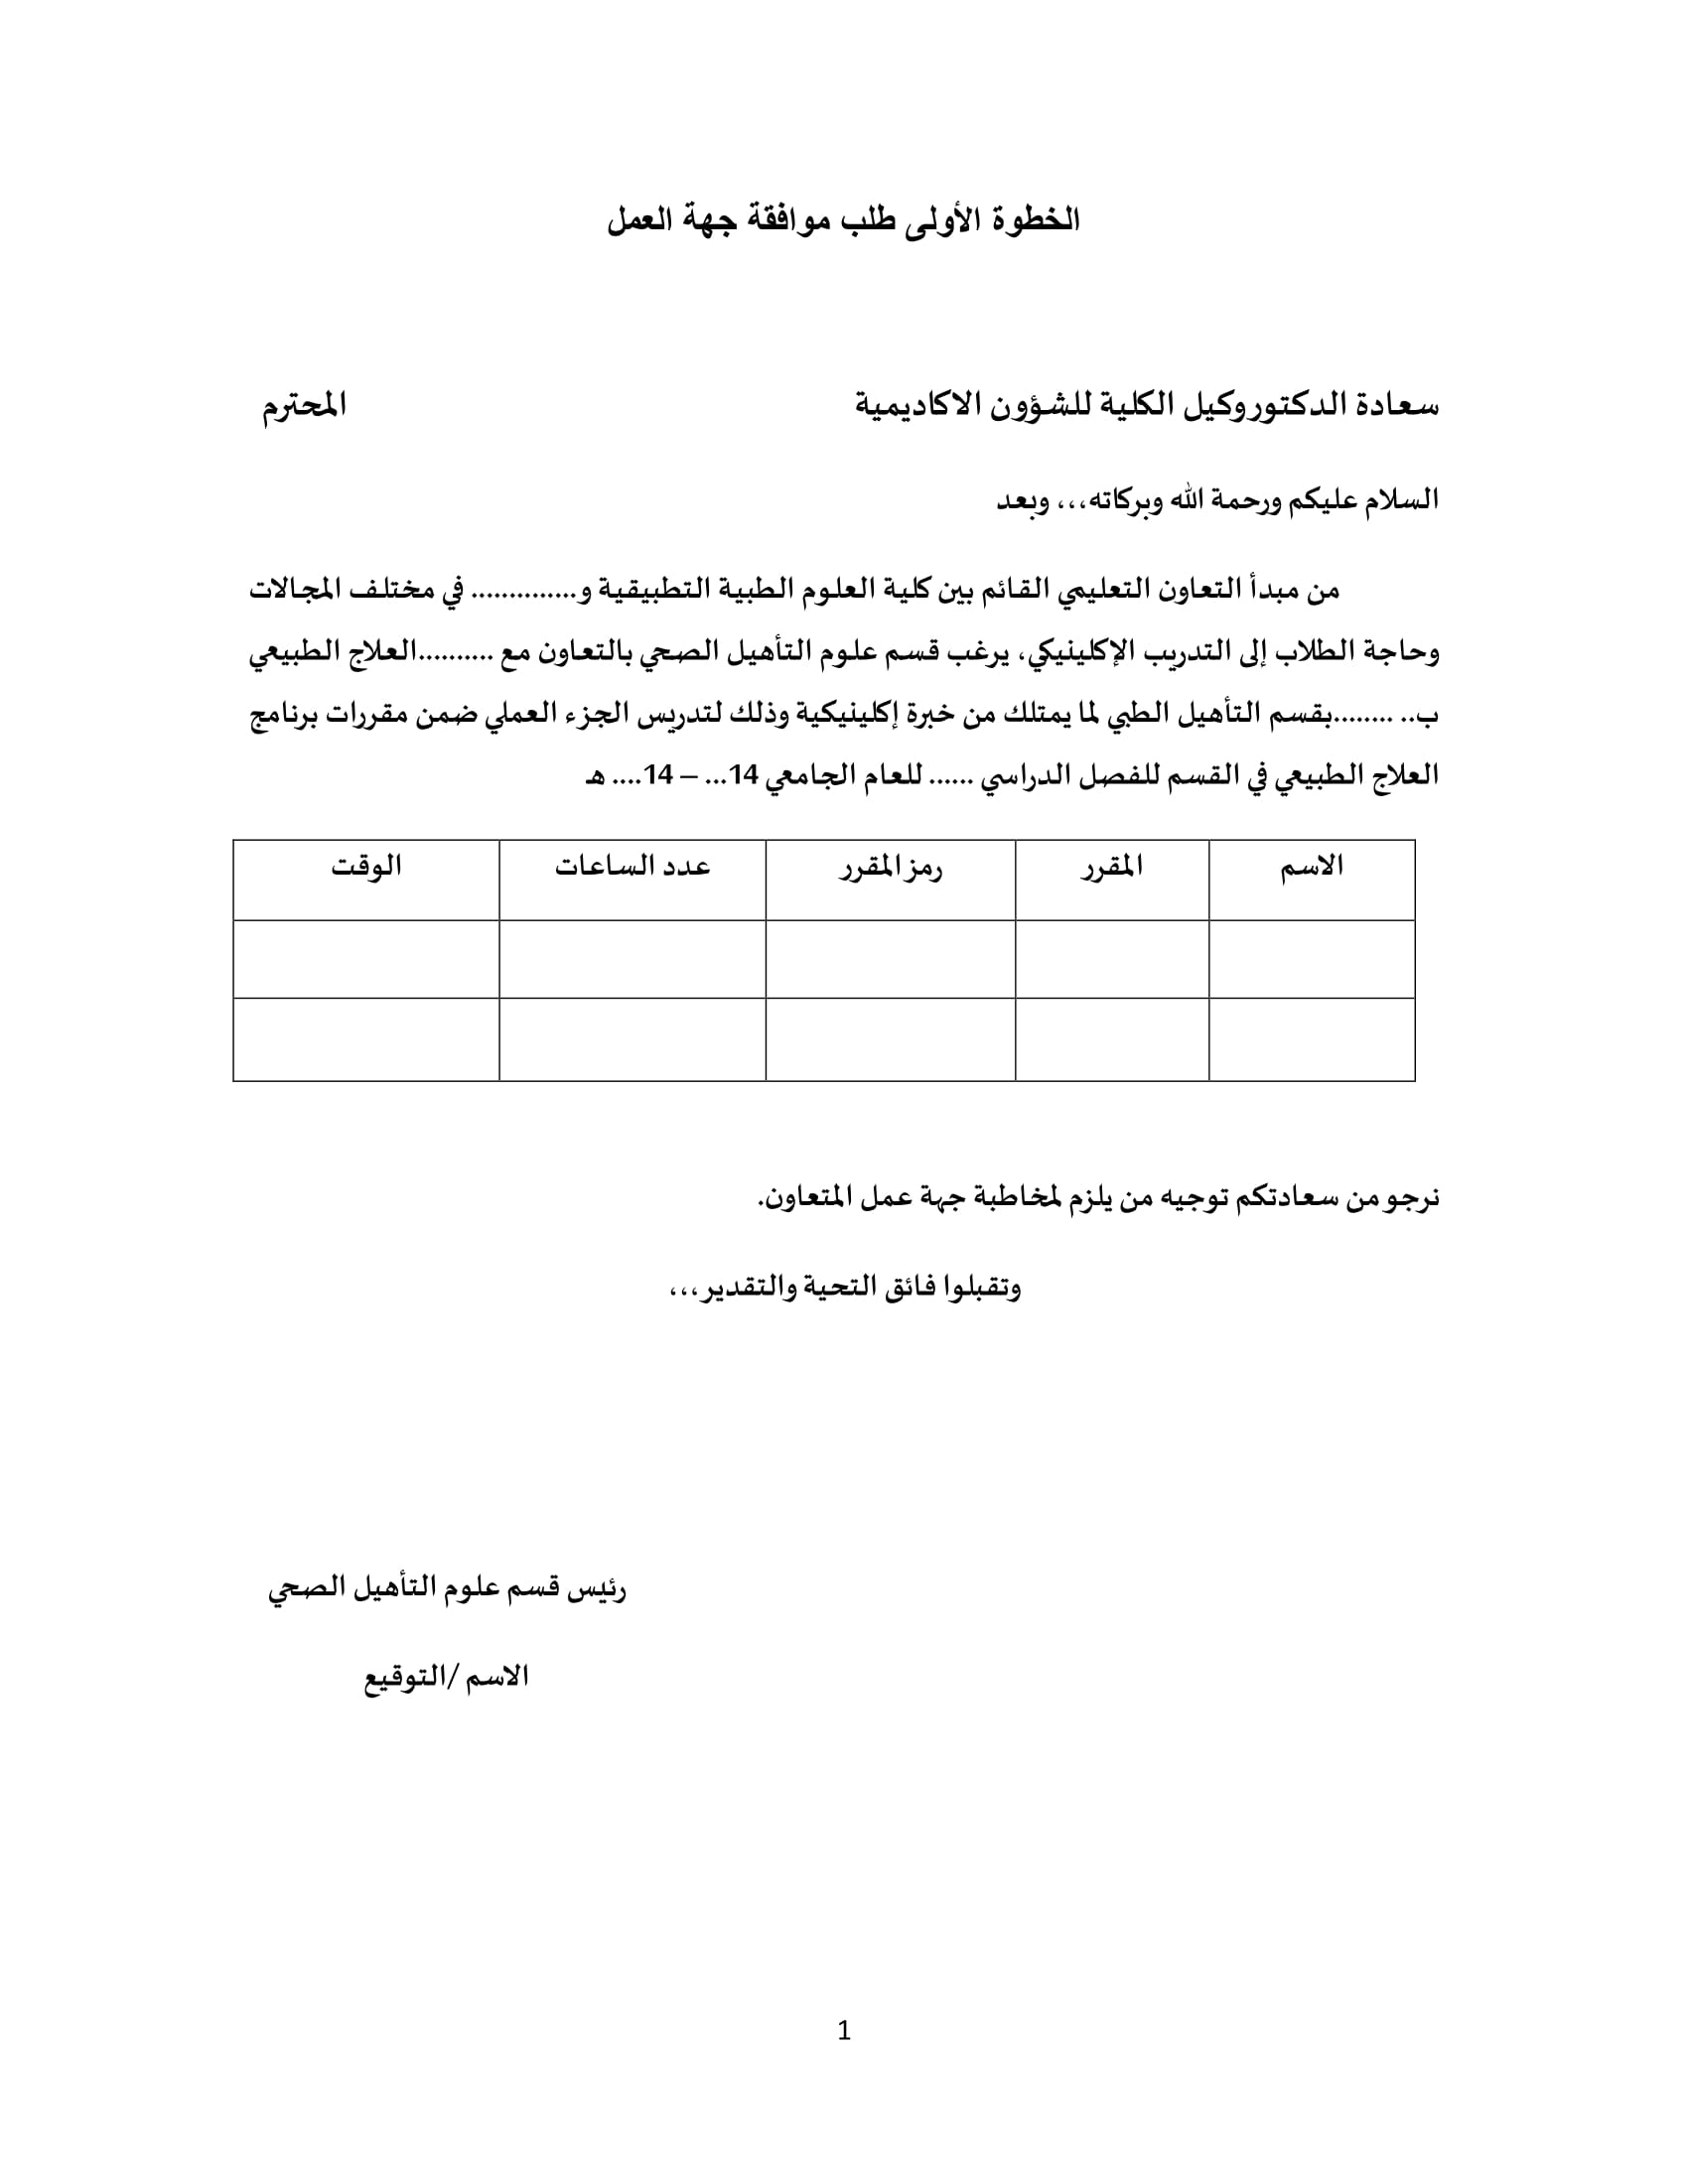 الخطوة الأولى طلب موافقة جهة العمل
سعادة الدكتور وكيل الكلية للشؤون الاكاديمية المحترم
السلام عليكم ورحمة الله وبركاته،،، وبعد
من مبدأ التعاون التعليمي القائم بين كلية العلوم الطبية التطبيقية و.............. في مختلف المجالات
وحاجة الطلاب إلى التدريب الإكلينيكي، يرغب قسم علوم التأهيل الصحي بالتعاون مع ..........العلاج الطبيعي
ب.. ........بقسم التأهيل الطبي لما يمتلك من خبرة إكلينيكية وذلك لتدريس الجزء العملي ضمن مقررات برنامج
العلاج الطبيعي في القسم للفصل الدراسي ...... للعام الجامعي 14... – 14.... هـ
الاسم المقرر رمز المقرر عدد الساعات الوقت
نرجو من سعادتكم توجيه من يلزم لمخاطبة جهة عمل المتعاون.
وتقبلوا فائق التحية والتقدير،،،
رئيس قسم علوم التأهيل الصحي
الاسم /التوقيع
1